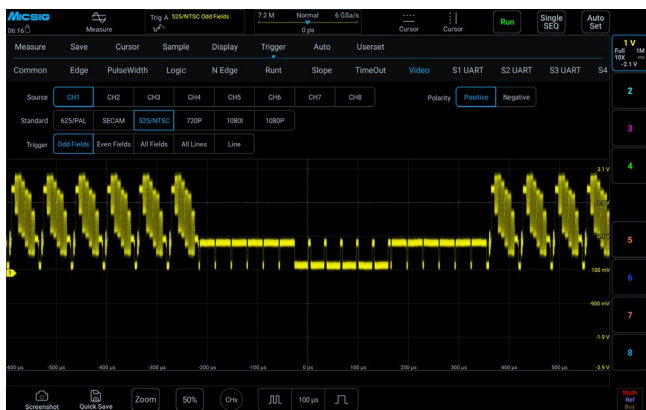 Micsig
06:16
Measure
Trig A 525/NTSC Odd Fields
7.2 M Normal 6 GSa/s
0 ps
Cursor
Cursor
Run
Single SEQ
Auto Set
Measure Save Cursor Sample Display Trigger Auto Userset
Common Edge PulseWidth Logic N Edge Runt Slope TimeOut Video S1 UART S2 UART S3 UART S4
Source CH1 CH2 CH3 CH4 CH5 CH6 CH7 CH8 Polarity Positive Negative
Standard 625/PAL SECAM 525/NTSC 720P 1080I 1080P
Trigger Odd Fields Even Fields All Fields All Lines Line
1 V
Full 1M
10X
-2.1 V
2
3
4
5
6
7
8
3.1 V
1
100 mV
-900 mV
-1.9 V
-2.9 V
-500 µs -400 µs -300 µs -200 µs -100 µs 0 ps 100 µs 200 µs 300 µs 400 µs 500 µs
Screenshot
Quick Save
Zoom
50%
CHx
100 µs
Math
Ref
Bus